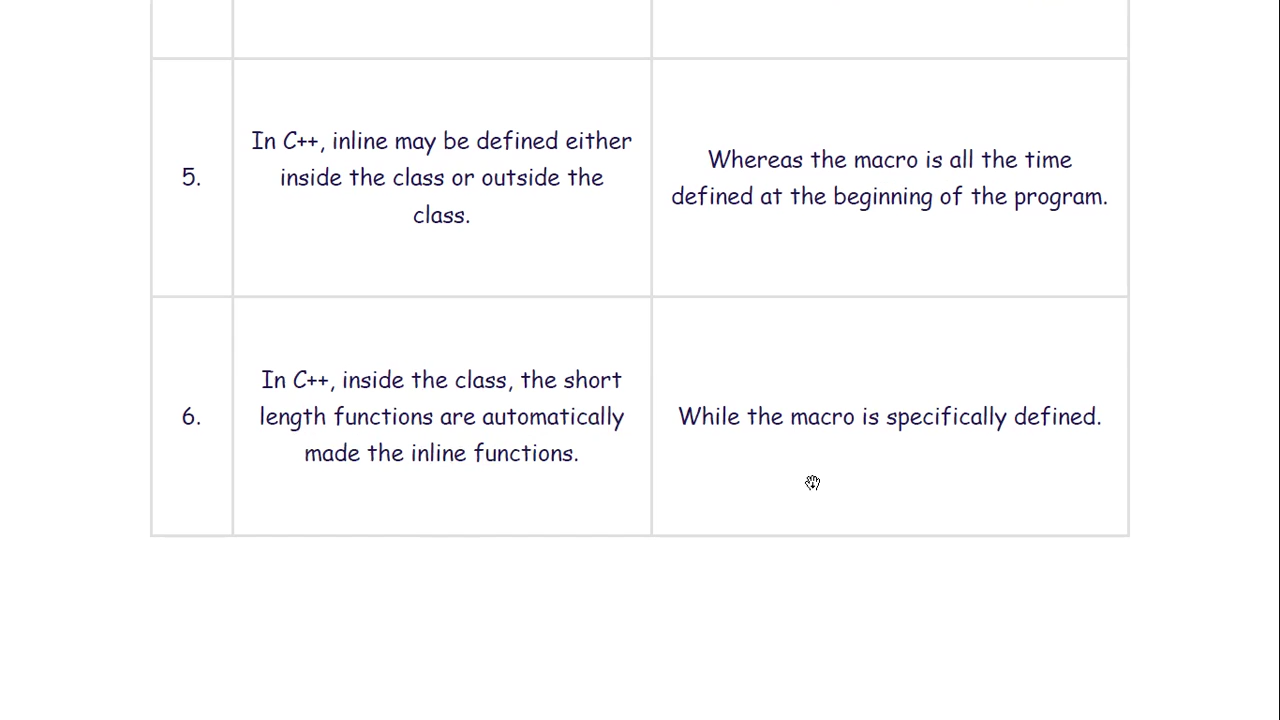 5.
In C++, inline may be defined either
inside the class or outside the
class.
Whereas the macro is all the time
defined at the beginning of the program.
6.
In C++, inside the class, the short
length functions are automatically
made the inline functions.
While the macro is specifically defined.